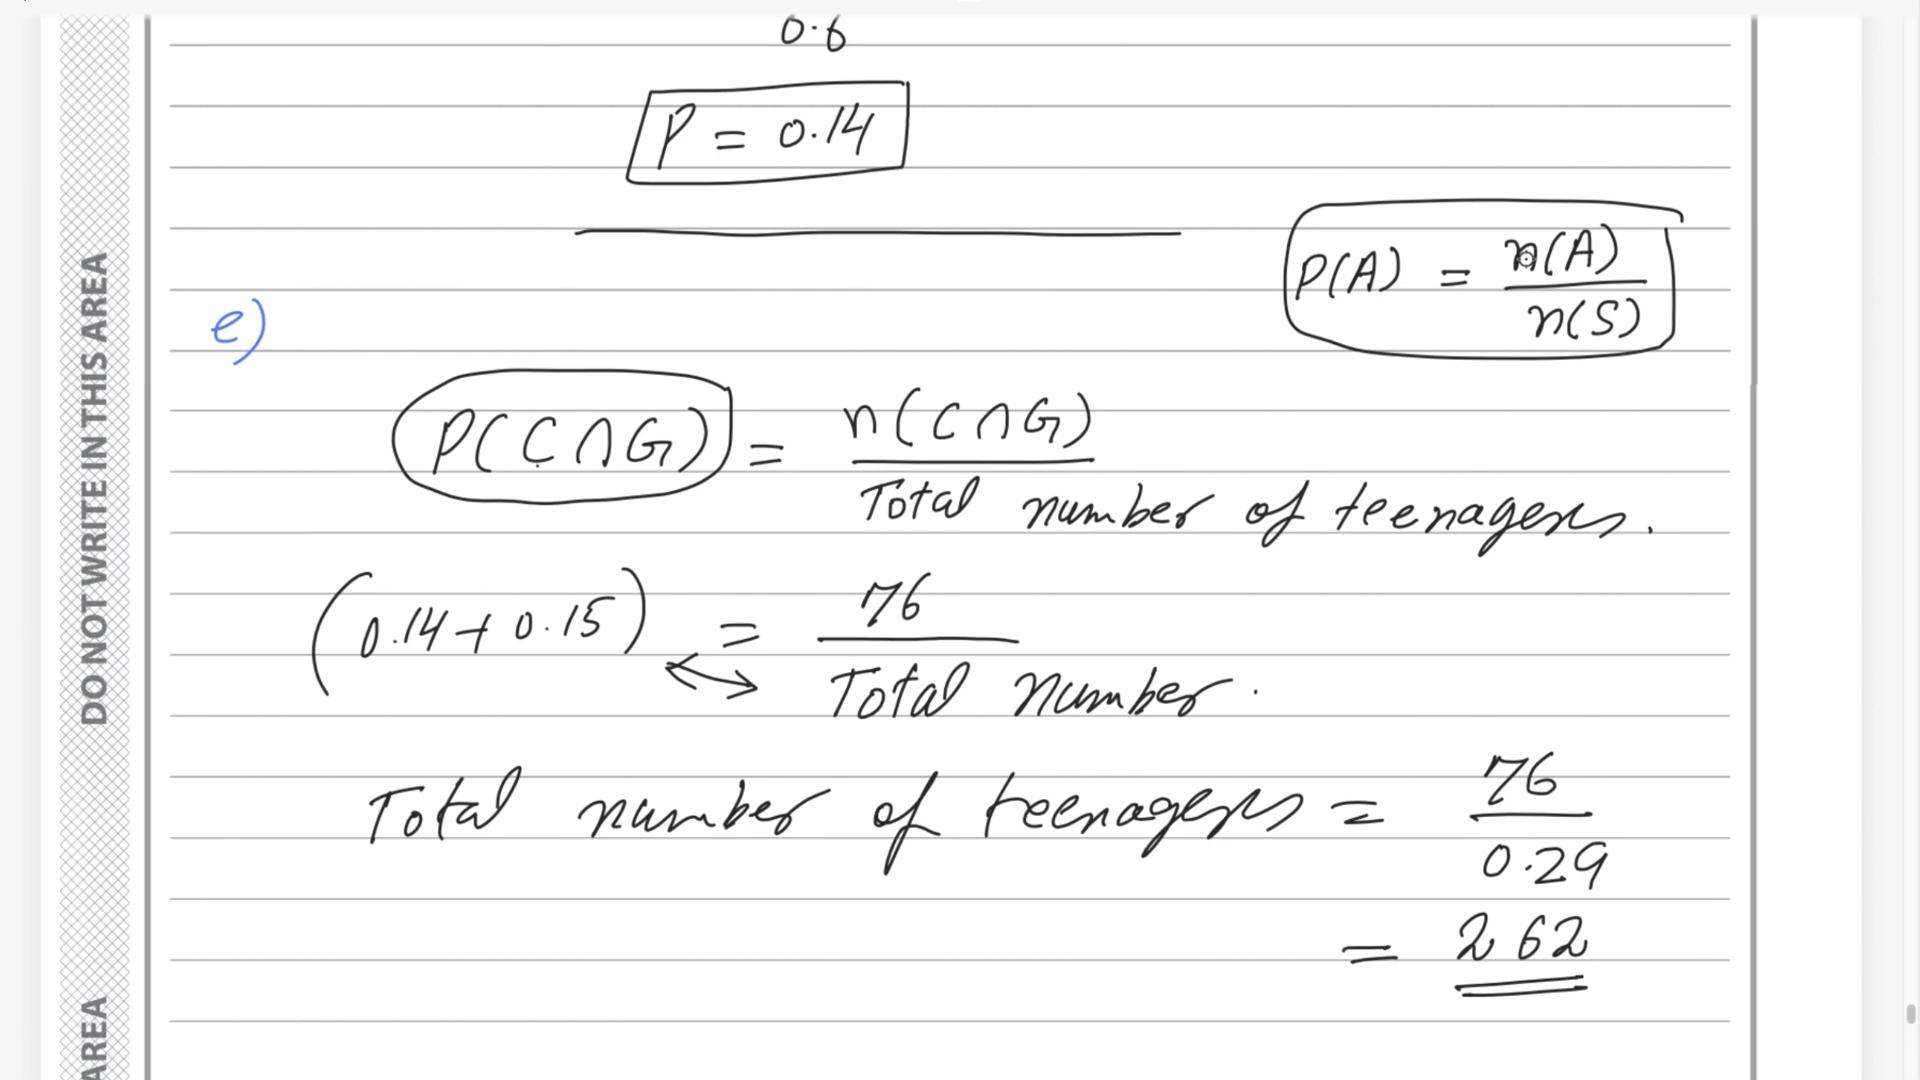 0.6
P = 0.14
P(A) = n(A)/n(S)
e)
P(C∩G) = n(C∩G)/Total number of teenagers.
(0.14+0.15) = 76/Total number.
Total number of teenagers = 76/0.29
= 262
DO NOT WRITE IN THIS AREA
AREA